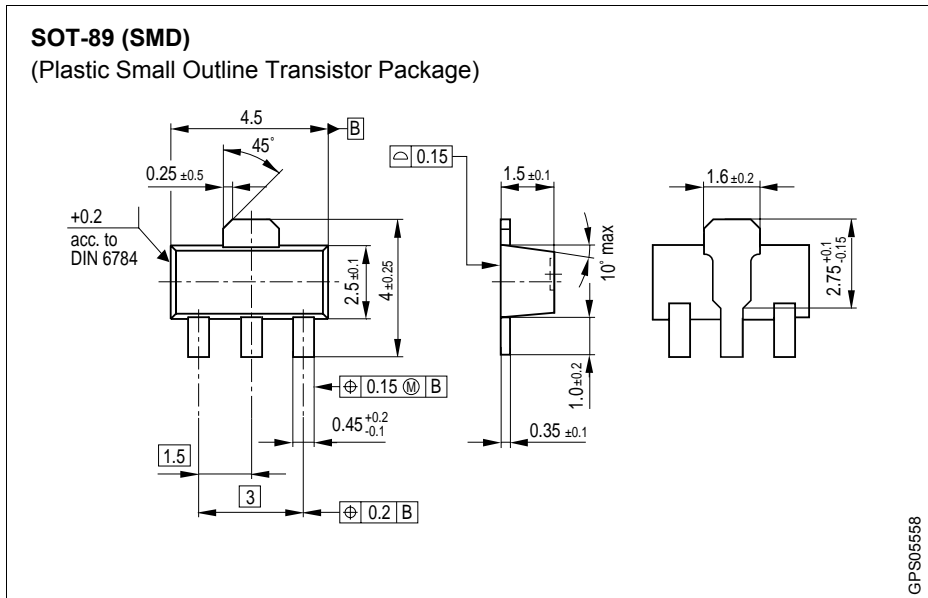 SOT-89 (SMD)
(Plastic Small Outline Transistor Package)
4.5
B
45°
0.25 ±0.5
+0.2
acc. to
DIN 6784
2.5±0.1
4 ±0.25
0.15 Ⓜ B
0.45 +0.2 -0.1
1.5
3
0.2 B
0.15
1.5 ±0.1
10° max
1.0±0.2
0.35 ±0.1
1.6±0.2
2.75 +0.1 -0.15
GPS05558